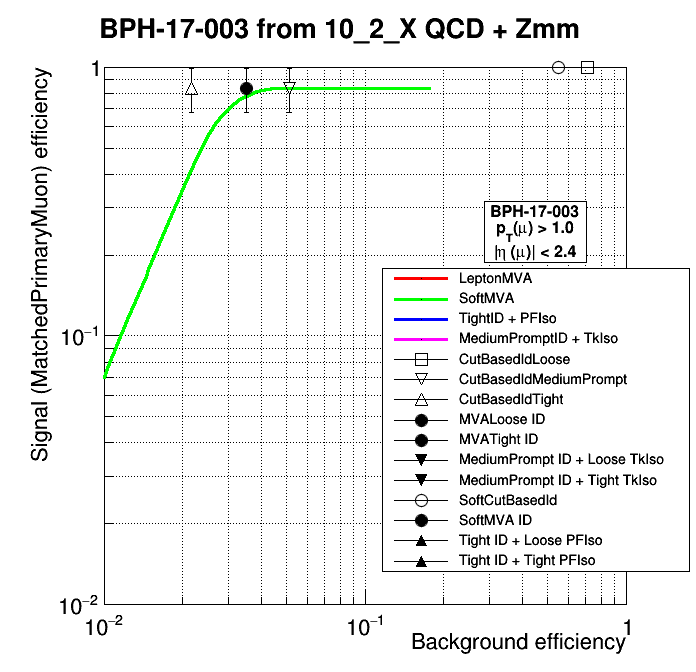 BPH-17-003 from 10_2_X QCD + Zmm
Signal (MatchedPrimaryMuon) efficiency
1
10⁻¹
10⁻²
BPH-17-003
p_T(μ) > 1.0
|η (μ)| < 2.4
LeptonMVA
SoftMVA
TightID + PFIso
MediumPromptID + TkIso
CutBasedIdLoose
CutBasedIdMediumPrompt
CutBasedIdTight
MVALoose ID
MVATight ID
MediumPrompt ID + Loose TkIso
MediumPrompt ID + Tight TkIso
SoftCutBasedId
SoftMVA ID
Tight ID + Loose PFIso
Tight ID + Tight PFIso
10⁻² 10⁻¹ 1
Background efficiency